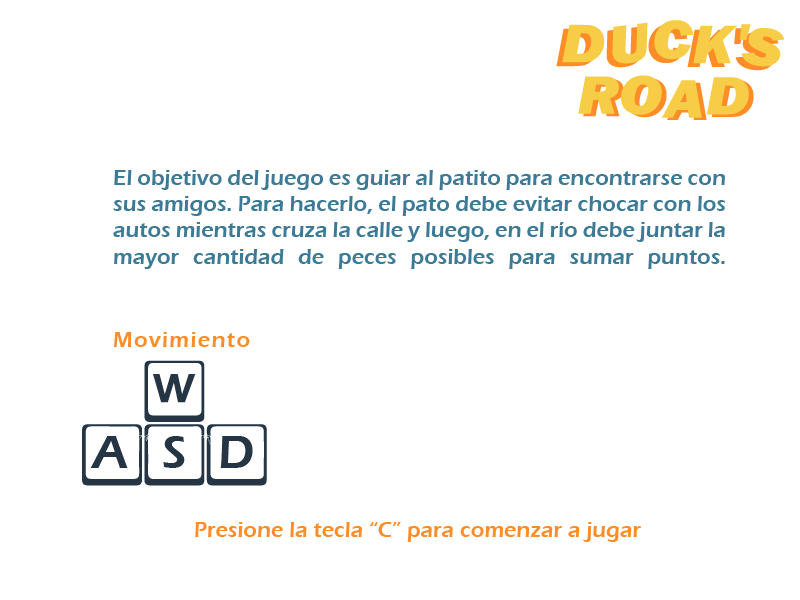 DUCK'S
ROAD
El objetivo del juego es guiar al patito para encontrarse con
sus amigos. Para hacerlo, el pato debe evitar chocar con los
autos mientras cruza la calle y luego, en el río debe juntar la
mayor cantidad de peces posibles para sumar puntos.
Movimiento
W
A S D
Presione la tecla “C” para comenzar a jugar